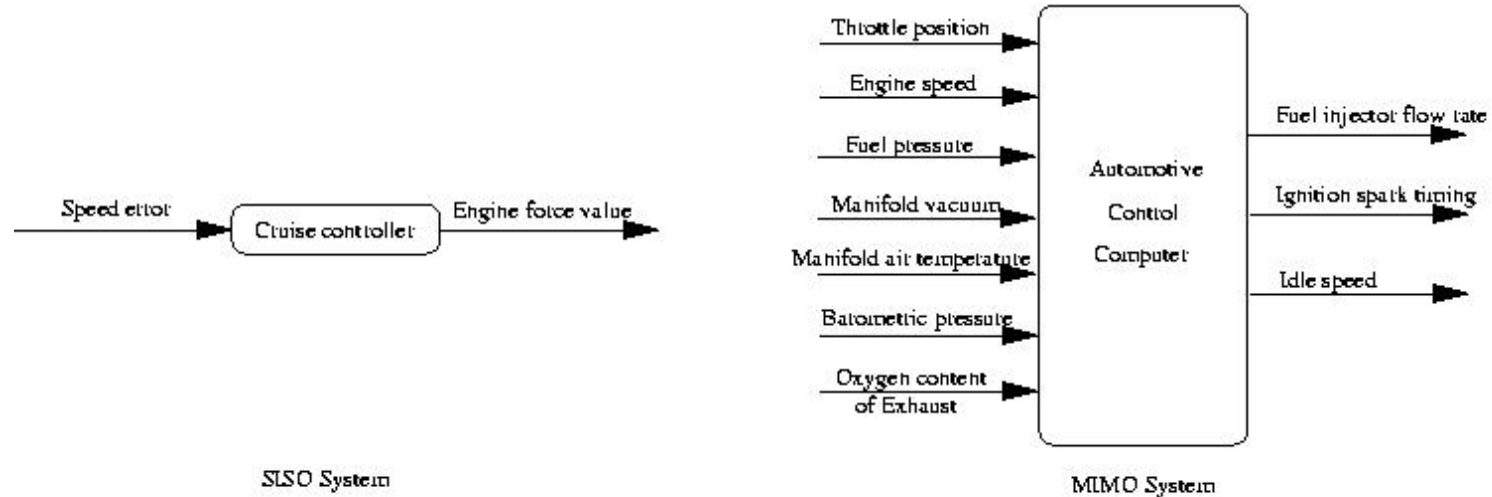 Speed error
Cruise controller
Engine force value
SISO System
Throttle position
Engine speed
Fuel pressure
Manifold vacuum
Manifold air temperature
Barometric pressure
Oxygen content
of Exhaust
Automotive
Control
Computer
Fuel injector flow rate
Ignition spark timing
Idle speed
MIMO System